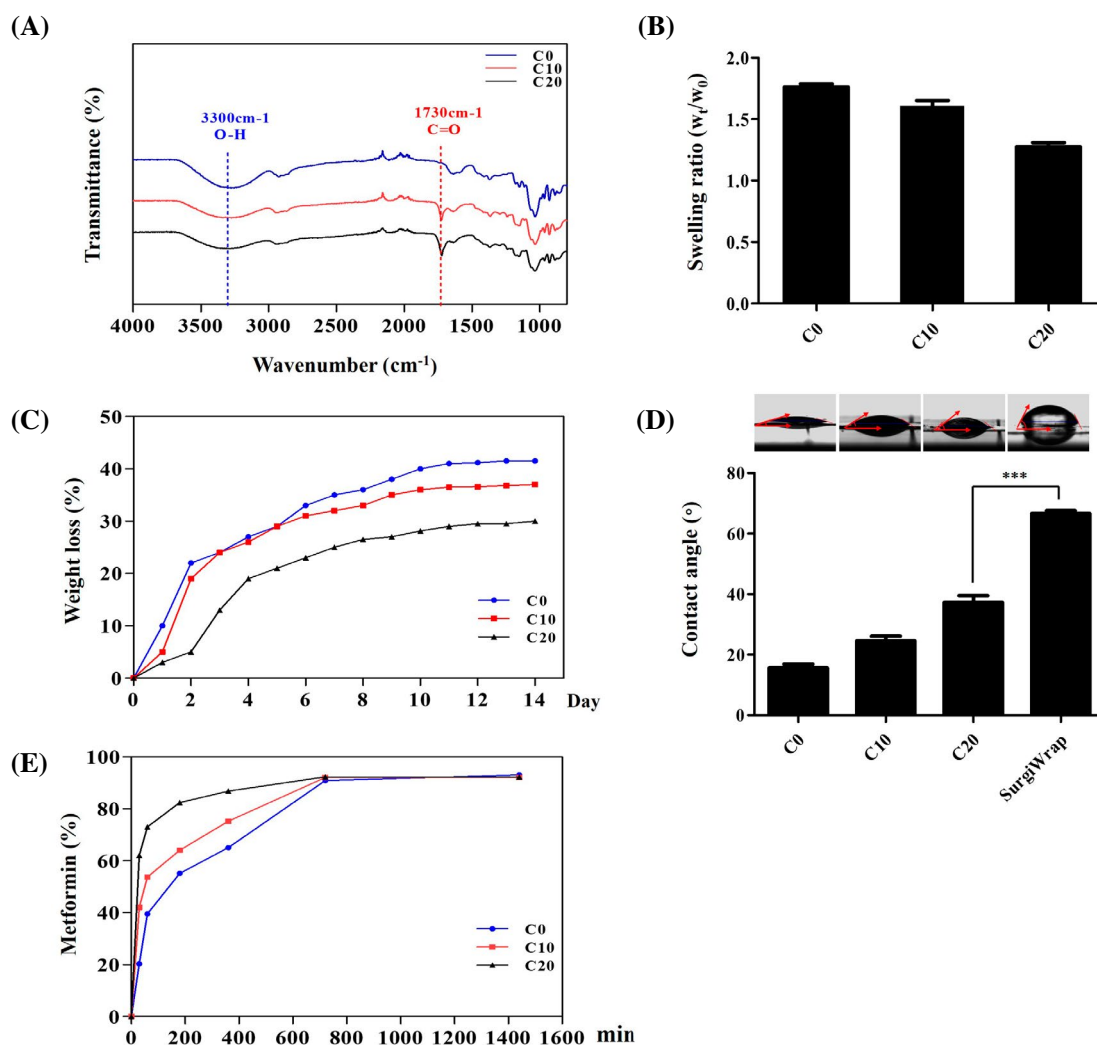 (A)
C0
C10
C20
3300cm-1
O-H
1730cm-1
C=O
Transmittance (%)
4000 3500 3000 2500 2000 1500 1000
Wavenumber (cm⁻¹)
(B)
2.0
1.5
1.0
0.5
0.0
Swelling ratio (wₜ/w₀)
C0 C10 C20
(C)
50
40
30
20
10
0
Weight loss (%)
C0
C10
C20
0 2 4 6 8 10 12 14 Day
(D)
80
60
40
20
0
Contact angle (°)
***
C0 C10 C20 SurgiWrap
(E)
100
80
60
40
20
0
Metformin (%)
C0
C10
C20
0 200 400 600 800 1000 1200 1400 1600 min